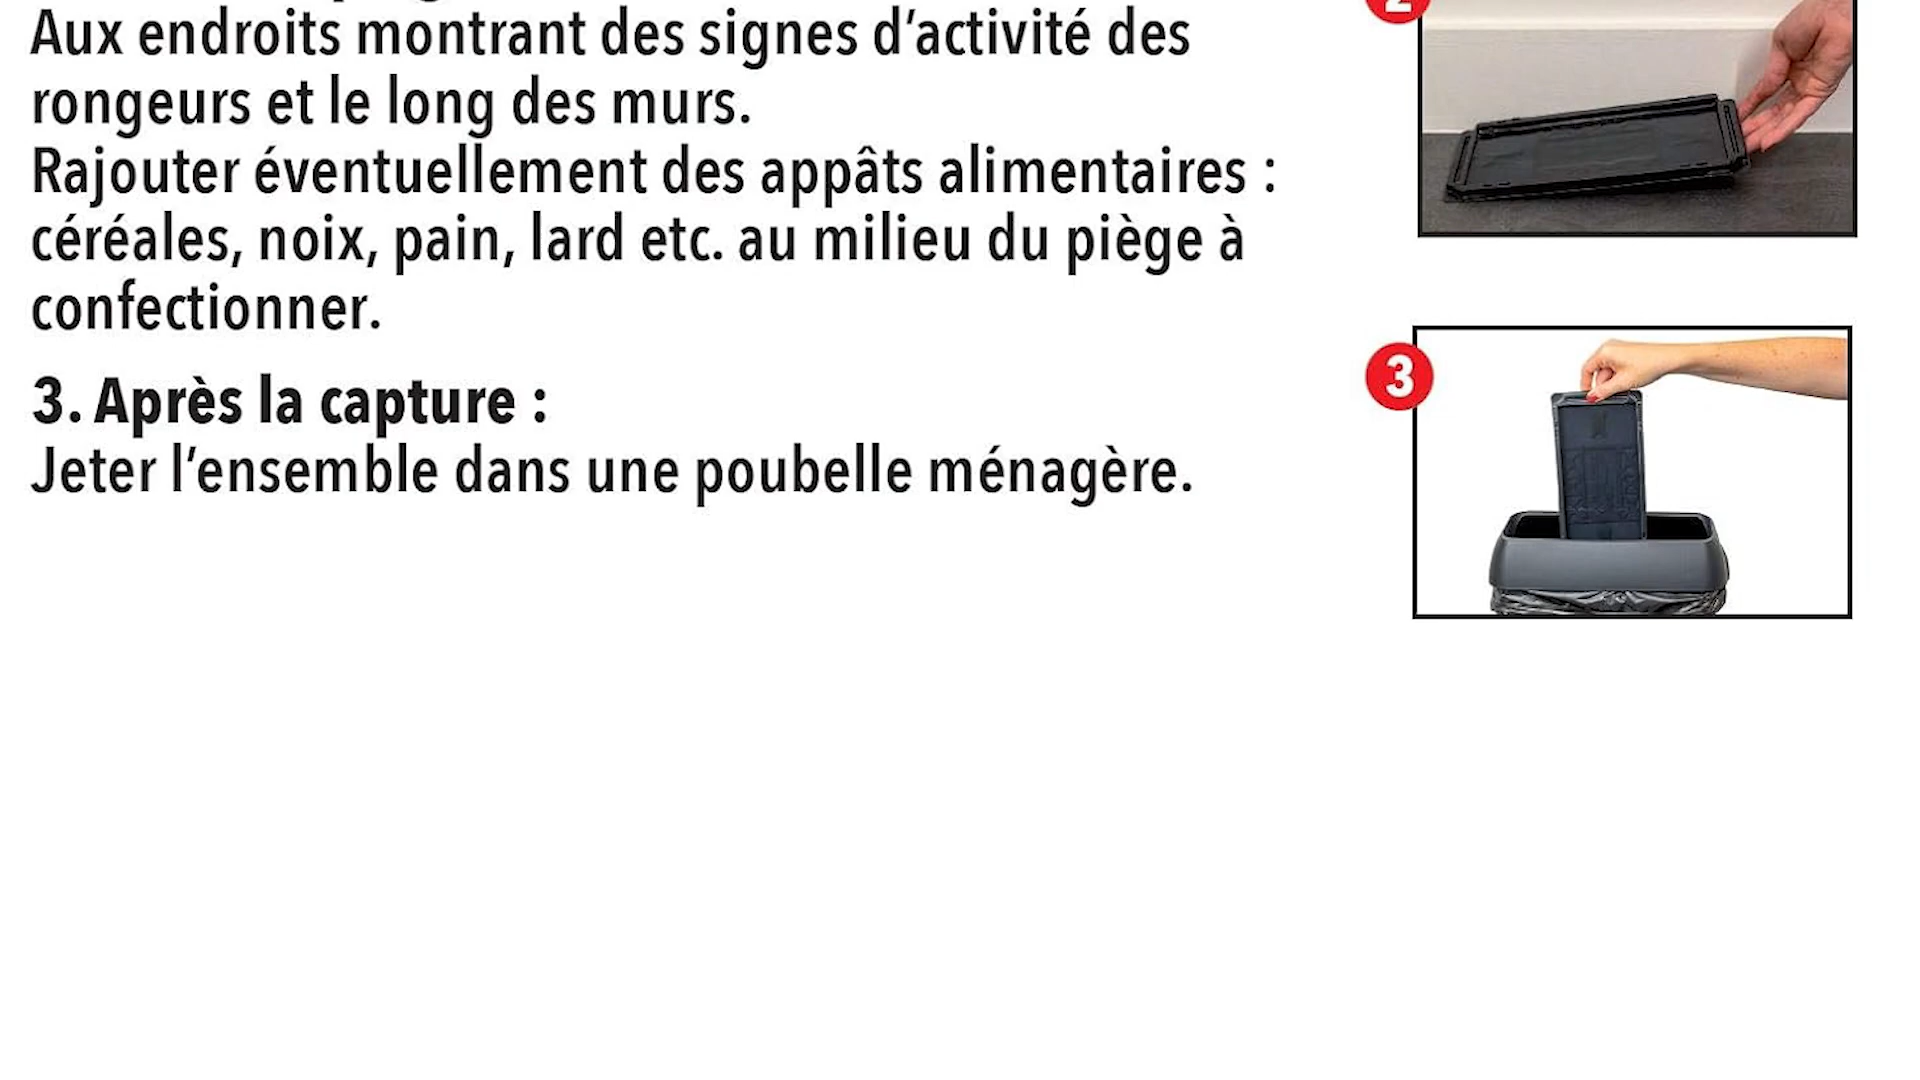 Aux endroits montrant des signes d’activité des
rongeurs et le long des murs.
Rajouter éventuellement des appâts alimentaires :
céréales, noix, pain, lard etc. au milieu du piège à
confectionner.
3. Après la capture :
Jeter l’ensemble dans une poubelle ménagère.
2
3